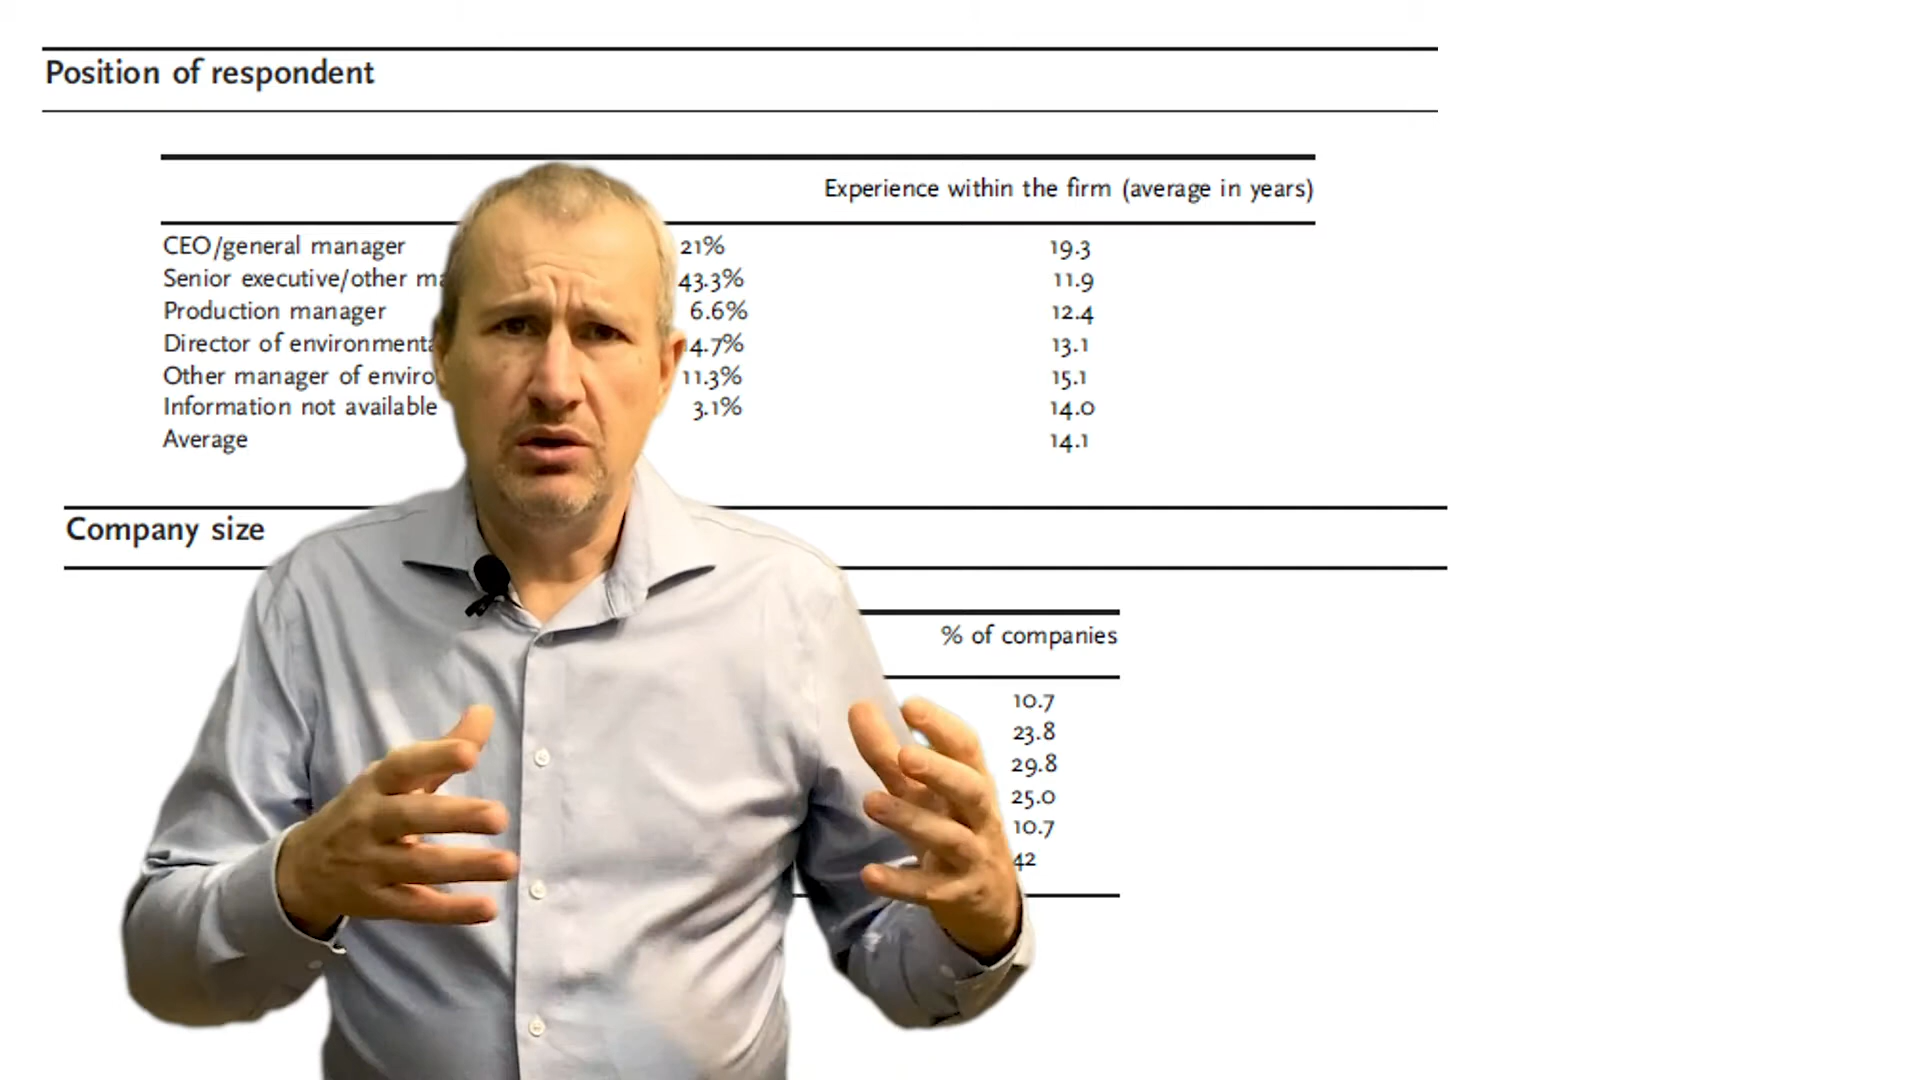 Position of respondent
Experience within the firm (average in years)
CEO/general manager 21% 19.3
Senior executive/other 43.3% 11.9
Production manager 6.6% 12.4
Director of 4.7% 13.1
Other manager of 11.3% 15.1
Information not available 3.1% 14.0
Average 14.1
Company size
% of companies
10.7
23.8
29.8
25.0
10.7
42